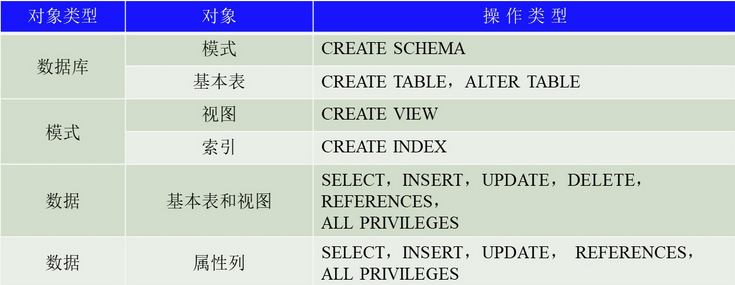 对象类型 对象 操作类型
数据库 模式 CREATE SCHEMA
基本表 CREATE TABLE，ALTER TABLE
模式 视图 CREATE VIEW
索引 CREATE INDEX
数据 基本表和视图 SELECT，INSERT，UPDATE，DELETE，
REFERENCES，
ALL PRIVILEGES
数据 属性列 SELECT，INSERT，UPDATE， REFERENCES，
ALL PRIVILEGES